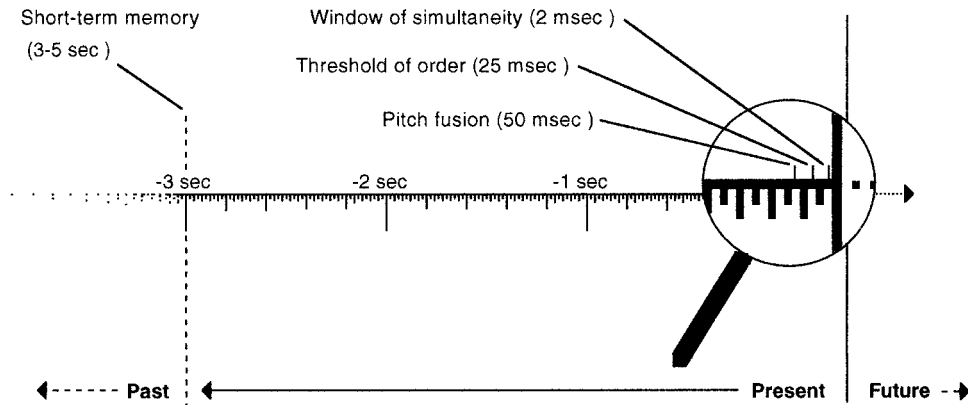 Short-term memory
(3-5 sec )
Window of simultaneity (2 msec )
Threshold of order (25 msec )
Pitch fusion (50 msec )
-3 sec
-2 sec
-1 sec
Past
Present
Future